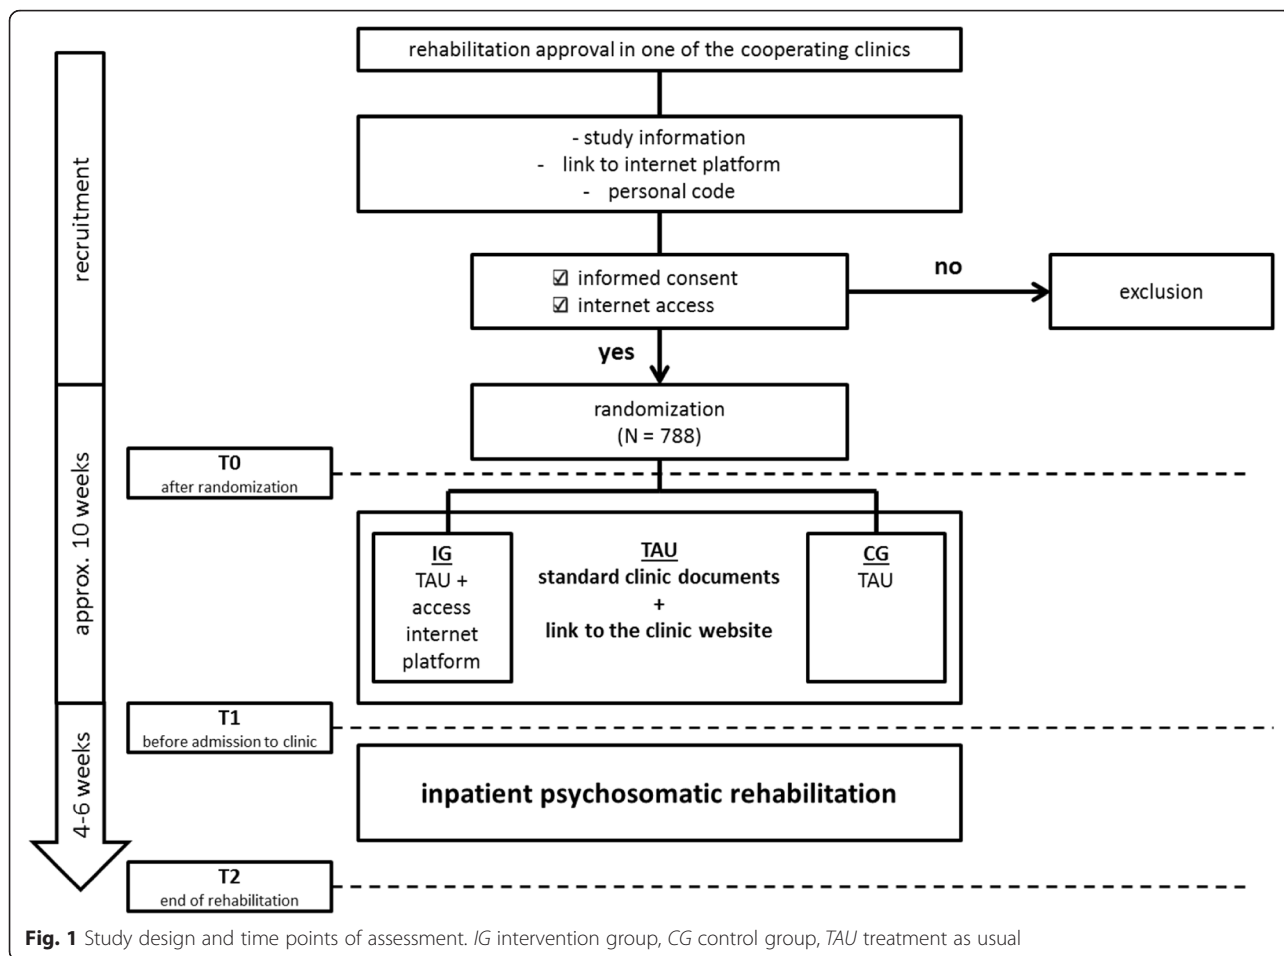 rehabilitation approval in one of the cooperating clinics
- study information
- link to internet platform
- personal code
recruitment
☑ informed consent
☑ internet access
no
exclusion
yes
randomization
(N = 788)
approx. 10 weeks
T0
after randomization
IG
TAU +
access
internet
platform
TAU
standard clinic documents
+
link to the clinic website
CG
TAU
T1
before admission to clinic
4-6 weeks
inpatient psychosomatic rehabilitation
T2
end of rehabilitation
Fig. 1 Study design and time points of assessment. IG intervention group, CG control group, TAU treatment as usual